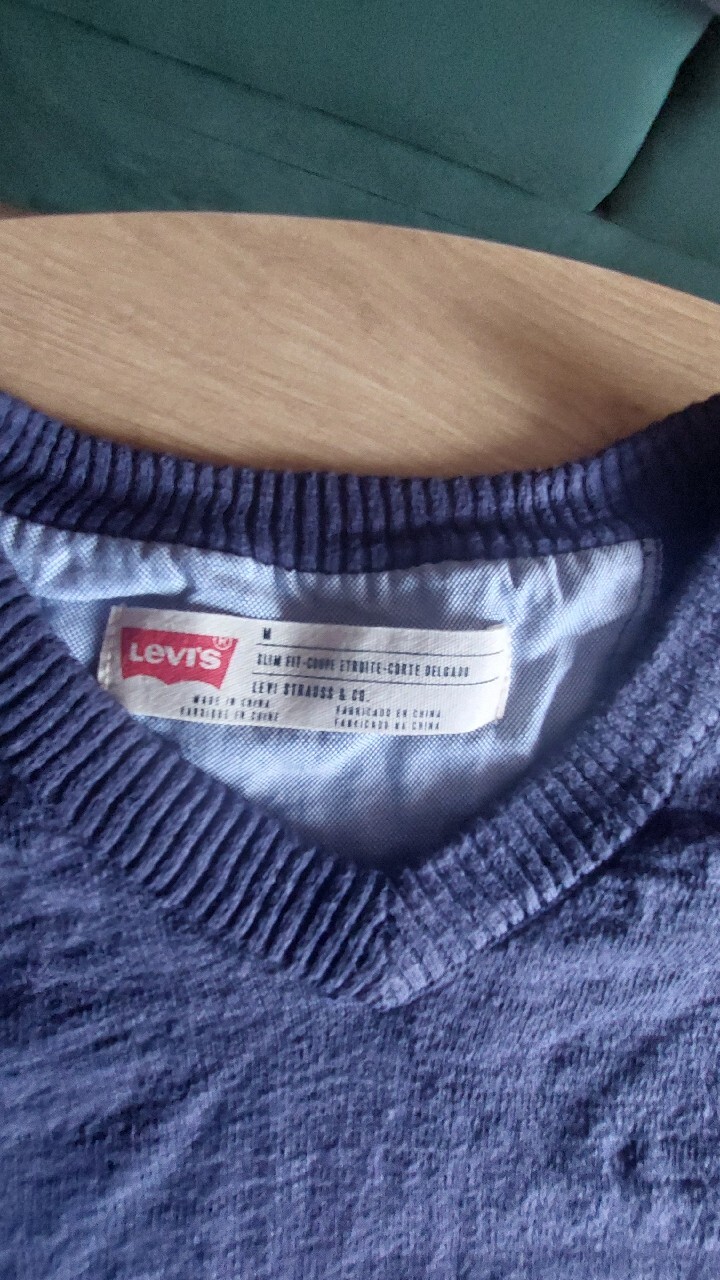 LEVI'S®
M
SLIM FIT-COUPE ETROITE-CORTE DELGADO
LEVI STRAUSS & CO.
MADE IN CHINA
FABRIQUE EN CHINE
FABRICADO EN CHINA
FABRICADO NA CHINA